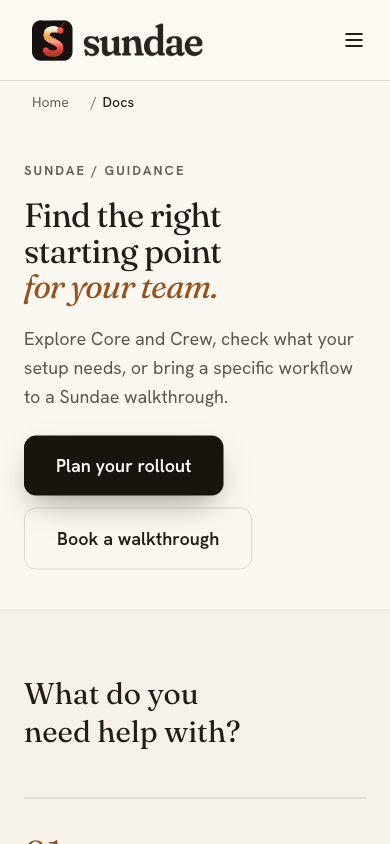 sundae
Home / Docs
SUNDAE / GUIDANCE
Find the right
starting point
for your team.
Explore Core and Crew, check what your
setup needs, or bring a specific workflow
to a Sundae walkthrough.
Plan your rollout
Book a walkthrough
What do you
need help with?